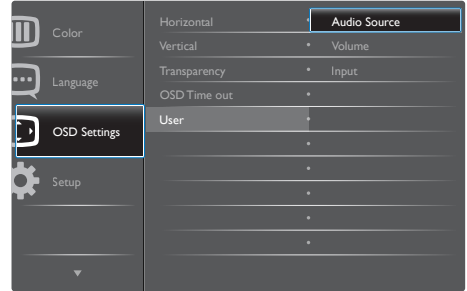 Color
Language
OSD Settings
Setup
Horizontal
Vertical
Transparency
OSD Time out
User
Audio Source
Volume
Input